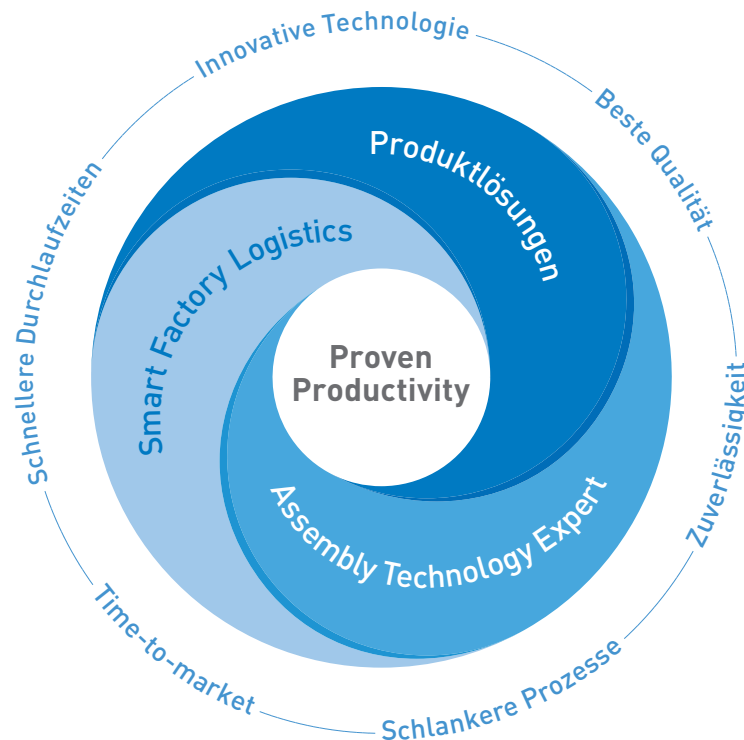 Innovative Technologie
Beste Qualität
Zuverlässigkeit
Schlankere Prozesse
Time-to-market
Schnellere Durchlaufzeiten
Produktlösungen
Assembly Technology Expert
Smart Factory Logistics
Proven
Productivity